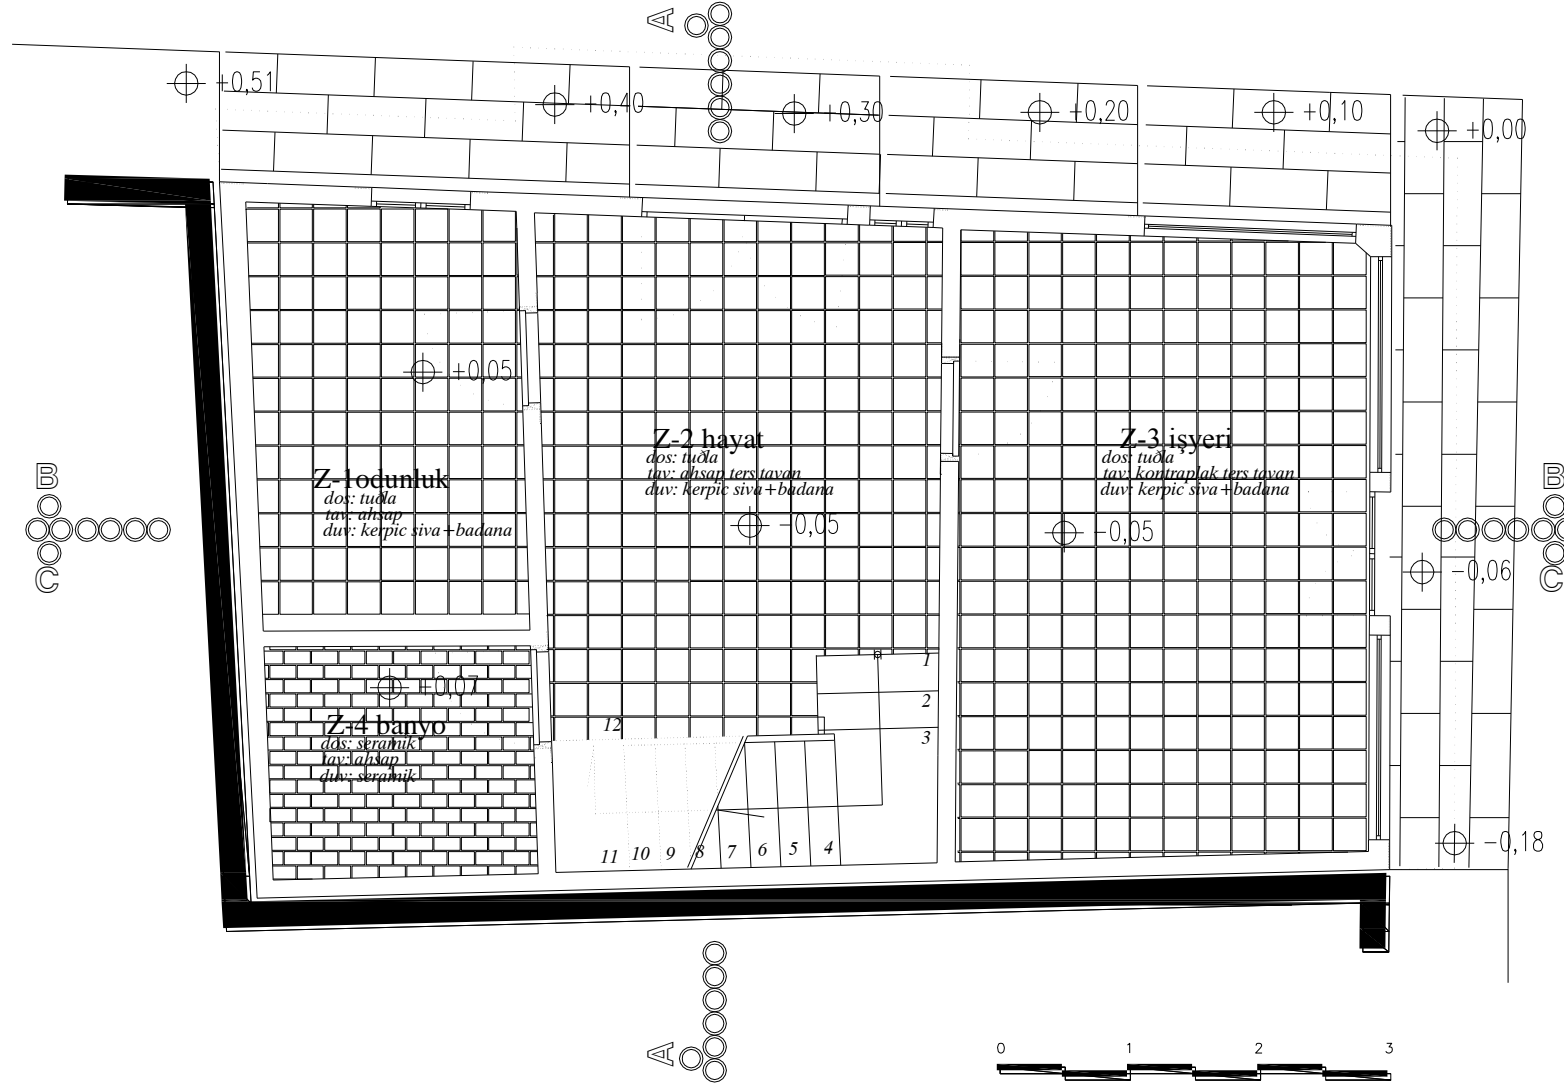 A
+0,51
+0,40
+0,30
+0,20
+0,10
+0,00
+0,05
Z-1odunluk
dos: tuðla
tav: ahsap
duv: kerpic siva+badana
Z-2 hayat
dos: tuðla
tav: ahsap ters tavan
duv: kerpic siva+badana
-0,05
Z-3 işyeri
dos: tuðla
tav: kontraplak ters tavan
duv: kerpic siva+badana
-0,05
B
C
B
C
-0,06
+0,07
Z-4 banyo
dos: seramik
tav: ahsap
duv: seramik
1
2
3
12
11 10 9 8 7 6 5 4
-0,18
A
0 1 2 3